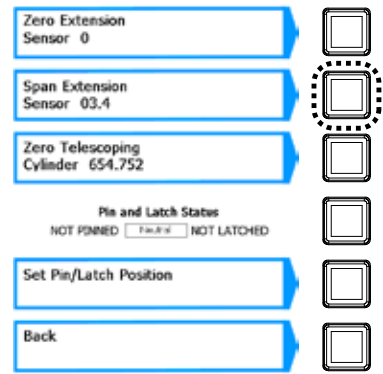 Zero Extension
Sensor 0
Span Extension
Sensor 03.4
Zero Telescoping
Cylinder 654.752
Pin and Latch Status
NOT PINNED Neutral NOT LATCHED
Set Pin/Latch Position
Back